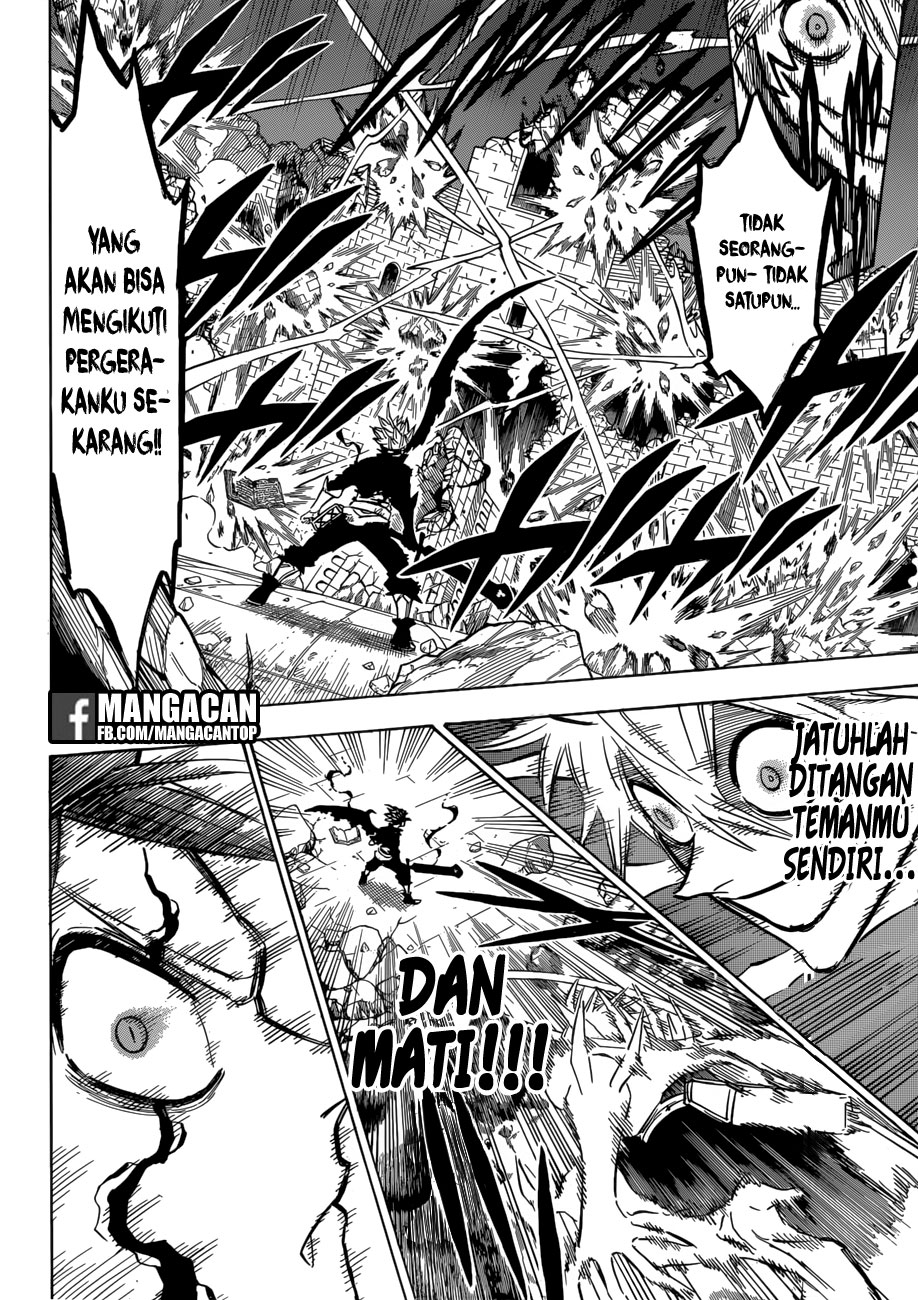 TIDAK
SEORANG-
PUN- TIDAK
SATUPUN...
YANG
AKAN BISA
MENGIKUTI
PERGERA-
KANKU SE-
KARANG!!
f MANGACAN
FB.COM/MANGACANTOP
JATUHLAH
DITANGAN
TEMANMU
SENDIRI...
DAN
MATI!!!